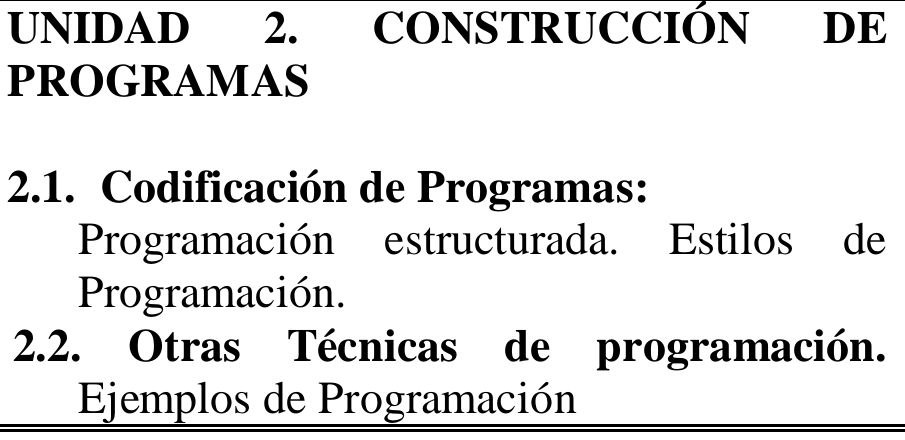 UNIDAD 2. CONSTRUCCIÓN DE
PROGRAMAS
2.1. Codificación de Programas:
Programación estructurada. Estilos de
Programación.
2.2. Otras Técnicas de programación.
Ejemplos de Programación